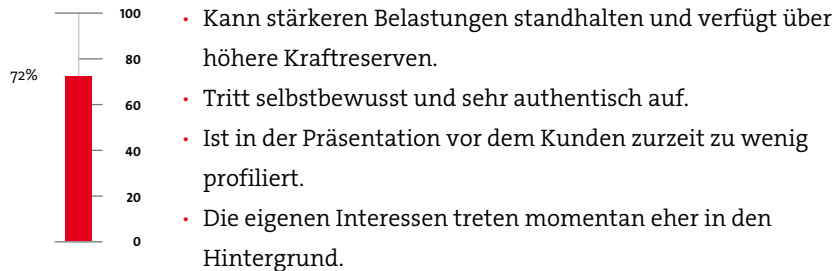 100
80
72%
60
40
20
0
• Kann stärkeren Belastungen standhalten und verfügt über
höhere Kraftreserven.
• Tritt selbstbewusst und sehr authentisch auf.
• Ist in der Präsentation vor dem Kunden zurzeit zu wenig
profiliert.
• Die eigenen Interessen treten momentan eher in den
Hintergrund.